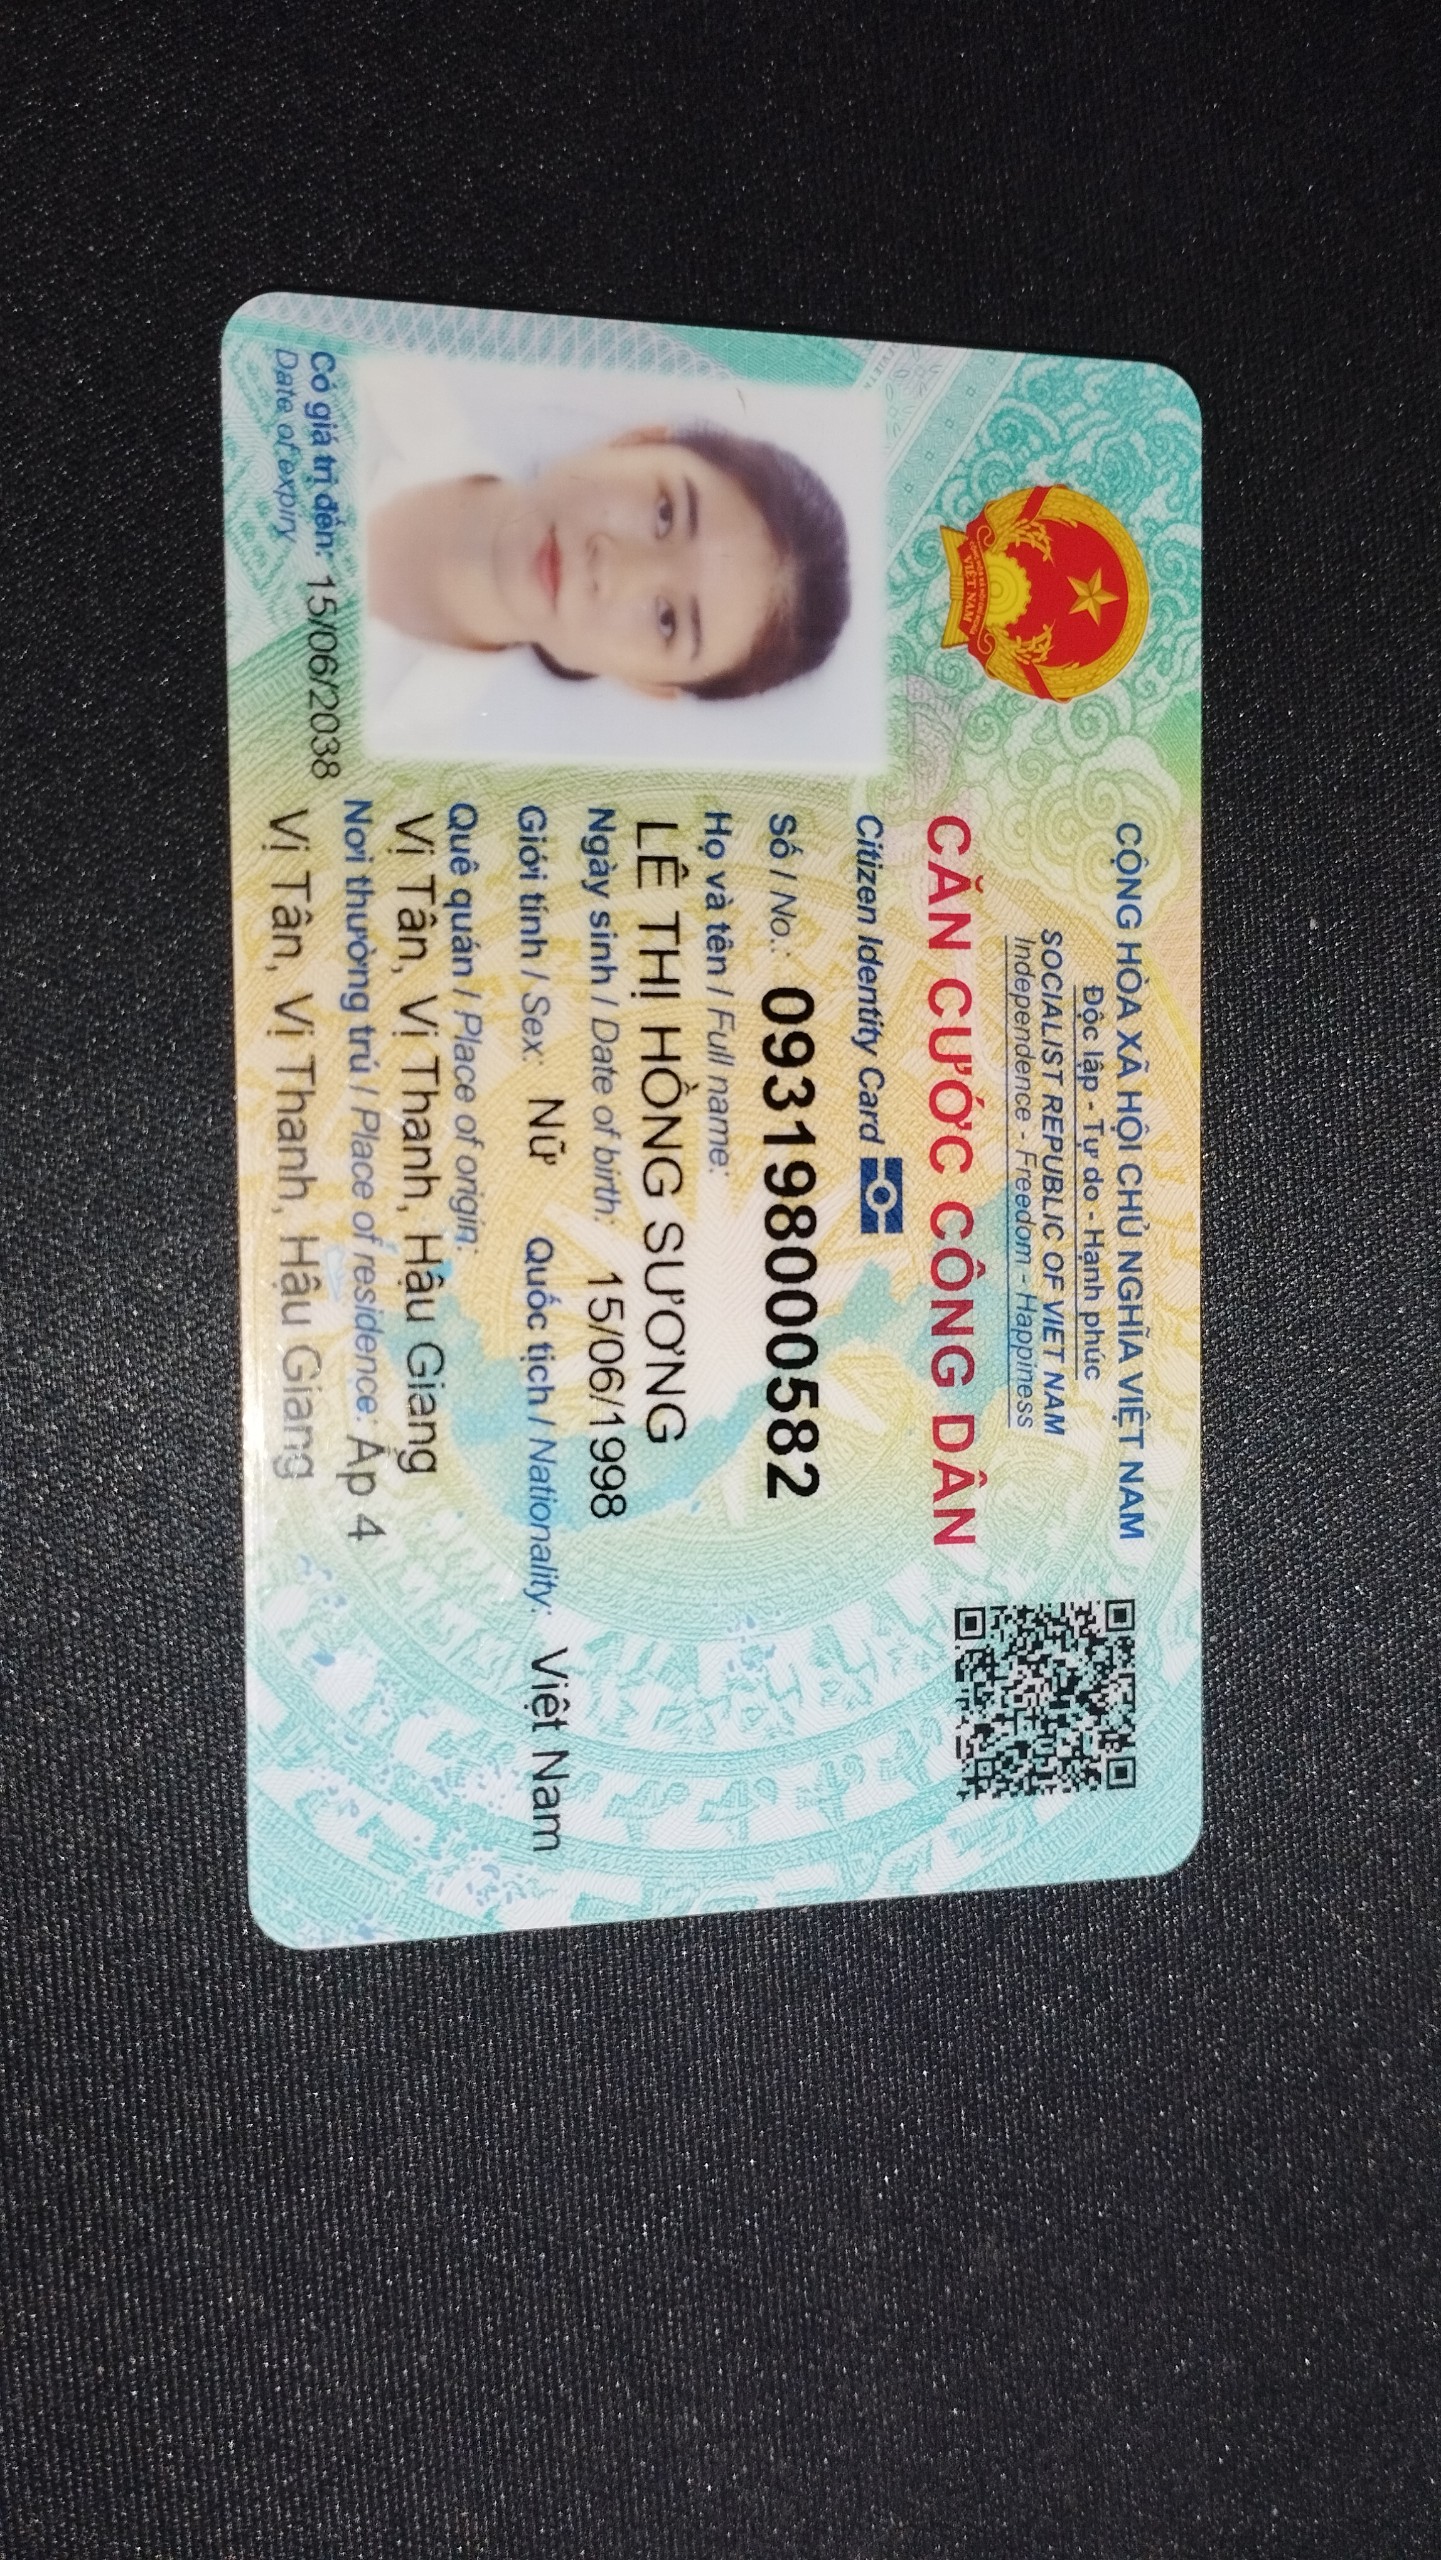 CỘNG HÒA XÃ HỘI CHỦ NGHĨA VIỆT NAM
Độc lập - Tự do - Hạnh phúc
SOCIALIST REPUBLIC OF VIET NAM
Independence - Freedom - Happiness
CỘNG HÒA XÃ HỘI CHỦ NGHĨA
VIỆT NAM
CĂN CƯỚC CÔNG DÂN
Citizen Identity Card
Số / No.: 093198000582
Họ và tên / Full name:
LÊ THỊ HỒNG SƯƠNG
Ngày sinh / Date of birth: 15/06/1998
Giới tính / Sex: Nữ Quốc tịch / Nationality: Việt Nam
Quê quán / Place of origin:
Vị Tân, Vị Thanh, Hậu Giang
Nơi thường trú / Place of residence: Ấp 4
Vị Tân, Vị Thanh, Hậu Giang
Có giá trị đến: 15/06/2038
Date of expiry